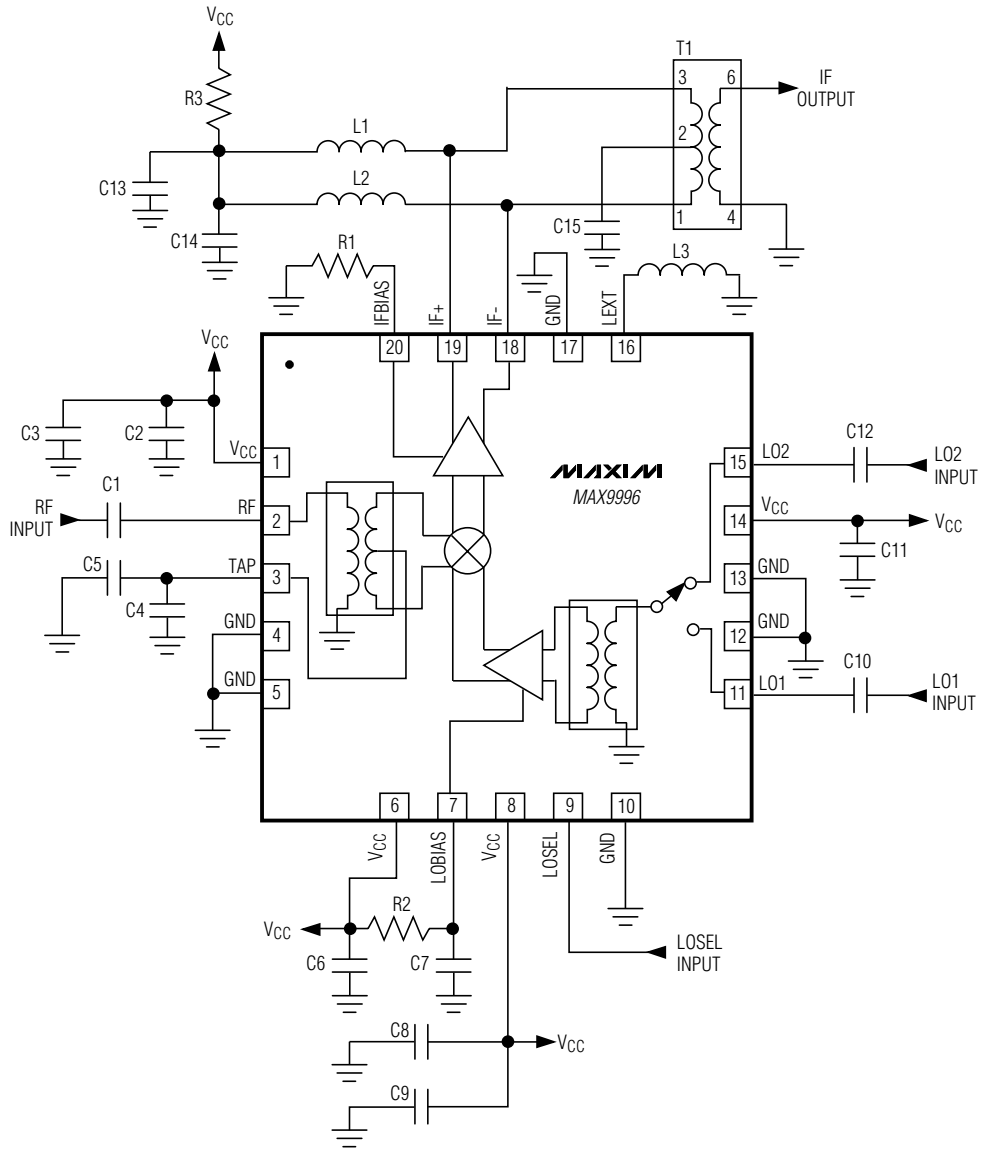 VCC
T1
R3
3
6
IF
OUTPUT
L1
2
C13
L2
1
4
C15
C14
R1
L3
IFBIAS
IF+
IF-
GND
LEXT
20
19
18
17
16
VCC
C3
C2
VCC
1
MAXIM
MAX9996
15
LO2
C12
LO2
INPUT
C1
RF
INPUT
RF
2
14
VCC
VCC
C11
C5
TAP
3
C4
13
GND
GND
4
12
GND
GND
5
11
LO1
C10
LO1
INPUT
6
7
8
9
10
VCC
LOBIAS
VCC
LOSEL
GND
VCC
R2
C6
C7
LOSEL
INPUT
C8
VCC
C9